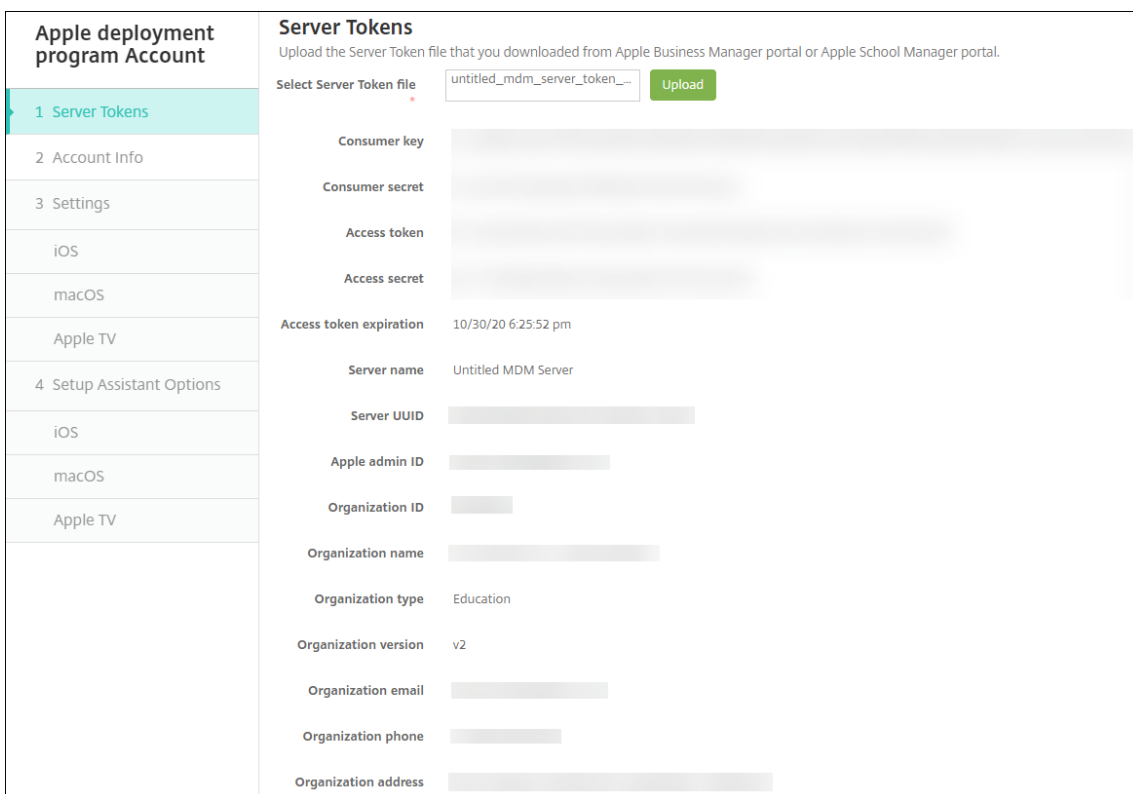 Apple deployment
program Account
1 Server Tokens
2 Account Info
3 Settings
iOS
macOS
Apple TV
4 Setup Assistant Options
iOS
macOS
Apple TV
Server Tokens
Upload the Server Token file that you downloaded from Apple Business Manager portal or Apple School Manager portal.
Select Server Token file untitled_mdm_server_token_... Upload
*
Consumer key
Consumer secret
Access token
Access secret
Access token expiration 10/30/20 6:25:52 pm
Server name Untitled MDM Server
Server UUID
Apple admin ID
Organization ID
Organization name
Organization type Education
Organization version v2
Organization email
Organization phone
Organization address